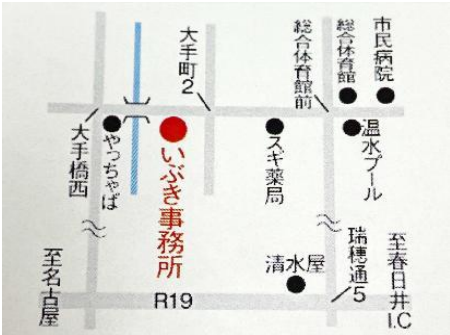 大手町2
総合体育館前
総合体育館
市民病院
大手橋西
やっちゃば
いぶき事務所
スギ薬局
温水プール
至名古屋
R19
清水屋
瑞穂通5
至春日井I.C